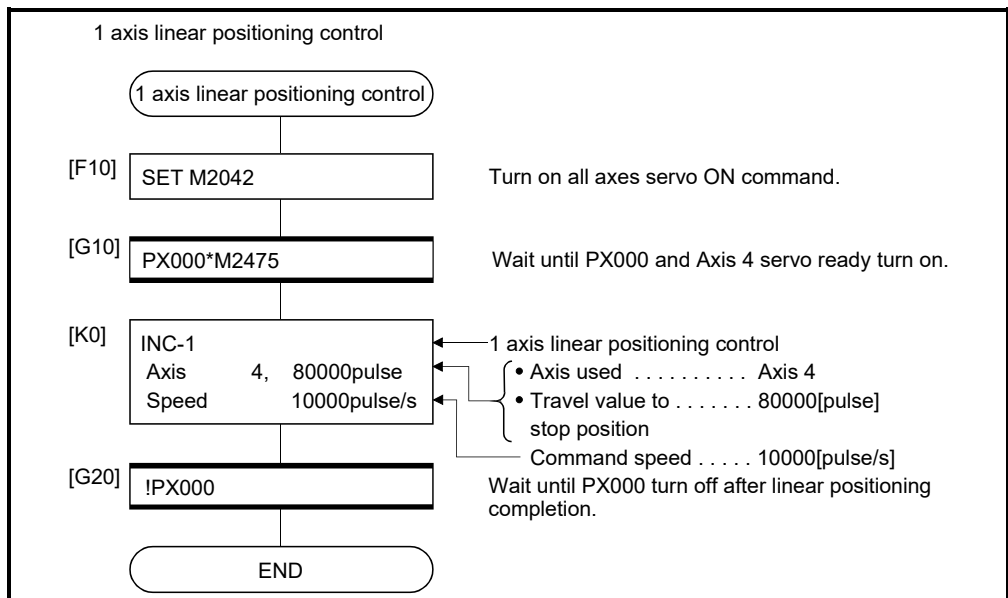 1 axis linear positioning control
1 axis linear positioning control
[F10] SET M2042 Turn on all axes servo ON command.
[G10] PX000*M2475 Wait until PX000 and Axis 4 servo ready turn on.
[K0] INC-1 1 axis linear positioning control
Axis 4, 80000pulse • Axis used . . . . . . . . . . Axis 4
Speed 10000pulse/s • Travel value to . . . . . . . 80000[pulse]
stop position
Command speed . . . . . 10000[pulse/s]
[G20] !PX000 Wait until PX000 turn off after linear positioning
completion.
END